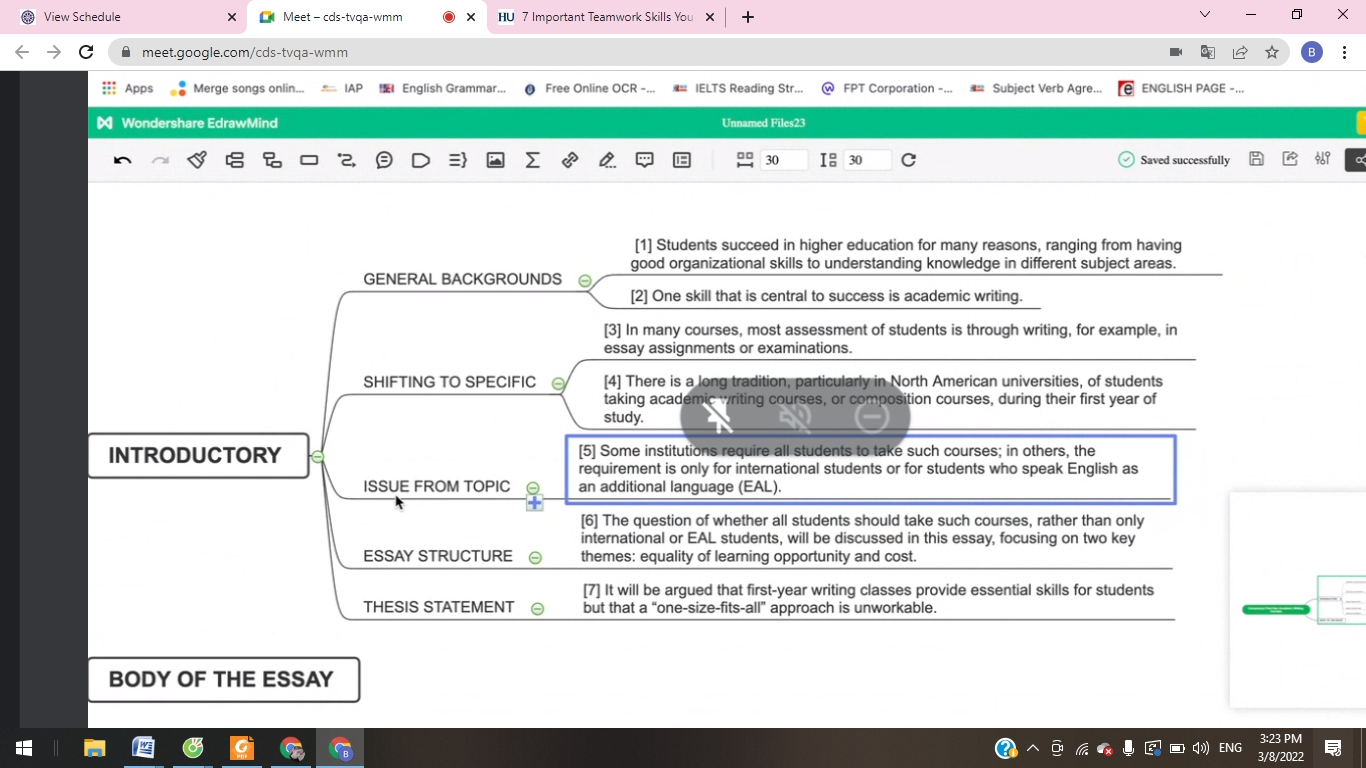 View Schedule
Meet – cds-tvqa-wmm
HU 7 Important Teamwork Skills You
meet.google.com/cds-tvqa-wmm
B
Apps
Merge songs onlin...
IAP
English Grammar...
Free Online OCR -...
IELTS Reading Str...
FPT Corporation -...
Subject Verb Agre...
ENGLISH PAGE -...
Wondershare EdrawMind
Unnamed Files23
30
30
Saved successfully
GENERAL BACKGROUNDS
[1] Students succeed in higher education for many reasons, ranging from having
good organizational skills to understanding knowledge in different subject areas.
[2] One skill that is central to success is academic writing.
SHIFTING TO SPECIFIC
[3] In many courses, most assessment of students is through writing, for example, in
essay assignments or examinations.
[4] There is a long tradition, particularly in North American universities, of students
taking academic writing courses, or composition courses, during their first year of
study.
INTRODUCTORY
ISSUE FROM TOPIC
[5] Some institutions require all students to take such courses; in others, the
requirement is only for international students or for students who speak English as
an additional language (EAL).
ESSAY STRUCTURE
[6] The question of whether all students should take such courses, rather than only
international or EAL students, will be discussed in this essay, focusing on two key
themes: equality of learning opportunity and cost.
THESIS STATEMENT
[7] It will be argued that first-year writing classes provide essential skills for students
but that a “one-size-fits-all” approach is unworkable.
BODY OF THE ESSAY
ENG
3:23 PM
3/8/2022